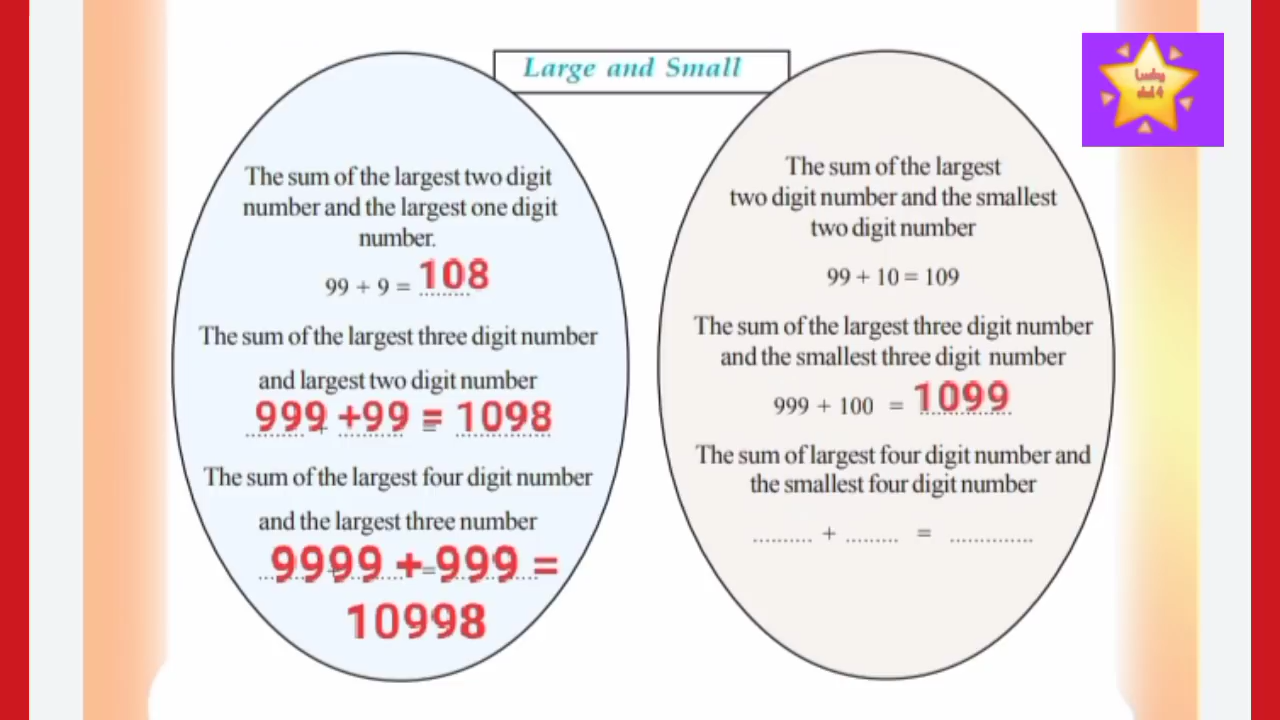 Large and Small
Lucky
The sum of the largest two digit
number and the largest one digit
number.
99 + 9 = 108
The sum of the largest three digit number
and largest two digit number
999 +99 = 1098
The sum of the largest four digit number
and the largest three number
9999 + 999 =
10998
The sum of the largest
two digit number and the smallest
two digit number
99 + 10 = 109
The sum of the largest three digit number
and the smallest three digit number
999 + 100 = 1099
The sum of largest four digit number and
the smallest four digit number
.......... + ......... = ..............